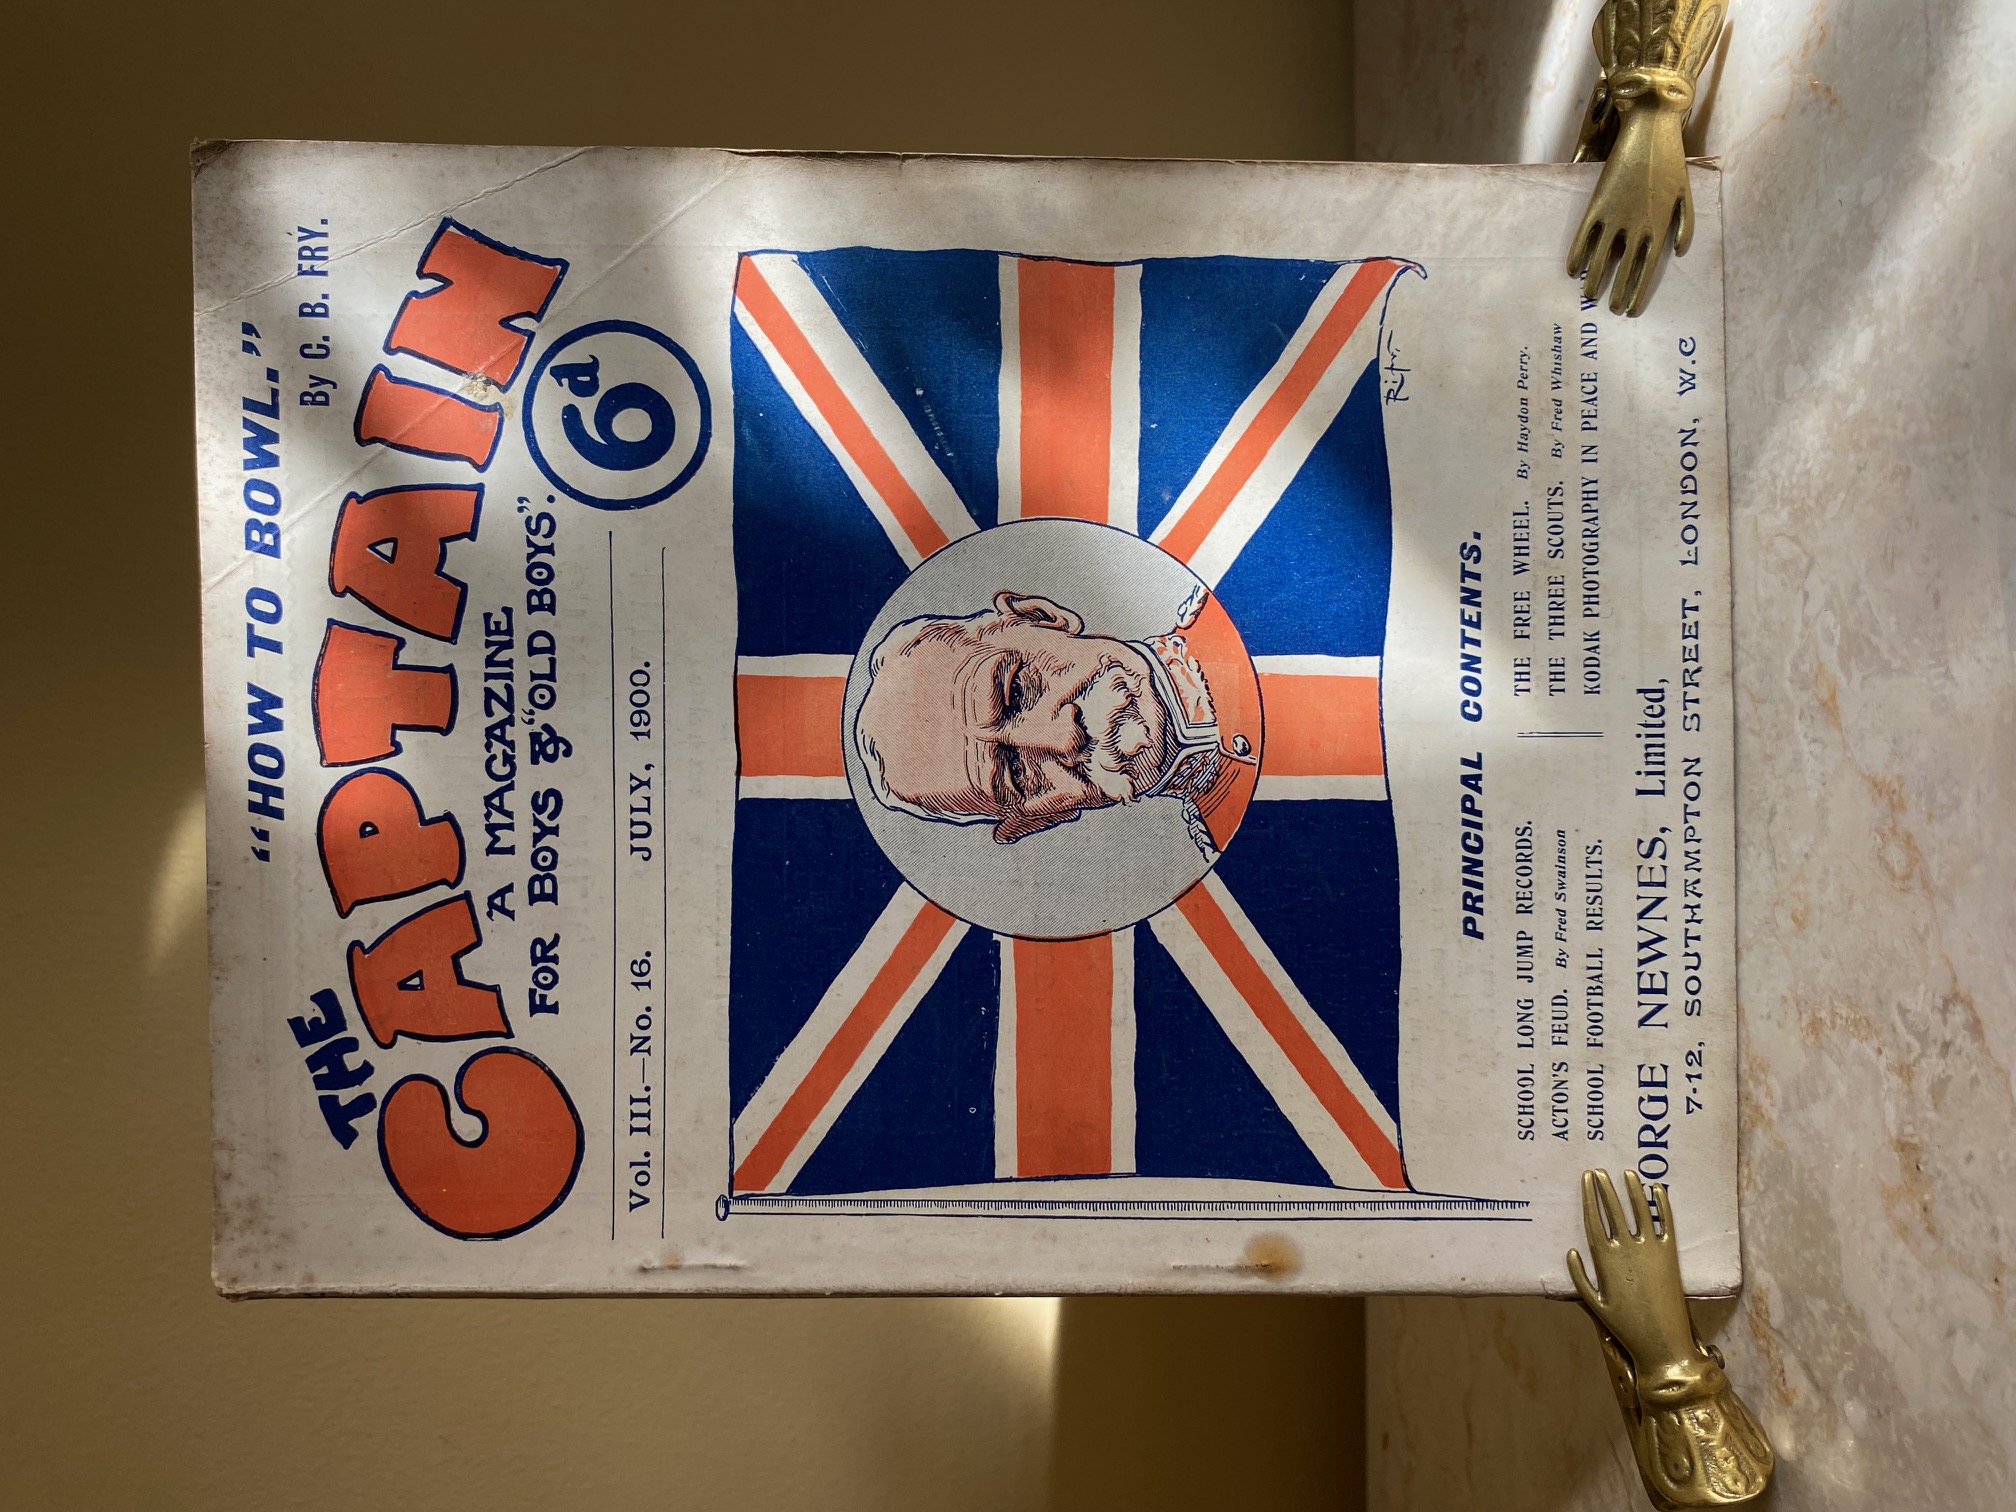 "HOW TO BOWL."
By C. B. FRY.
THE
CAPTAIN
A MAGAZINE
FOR BOYS & "OLD BOYS".
6d
Vol. III.—No. 16. JULY, 1900.
PRINCIPAL CONTENTS.
SCHOOL LONG JUMP RECORDS.
ACTON'S FEUD. By Fred Swainson
SCHOOL FOOTBALL RESULTS.
THE FREE WHEEL. By Haydon Perry.
THE THREE SCOUTS. By Fred Whishaw
KODAK PHOTOGRAPHY IN PEACE AND
NEWNES, Limited,
7-12, SOUTHAMPTON STREET, LONDON, W.C